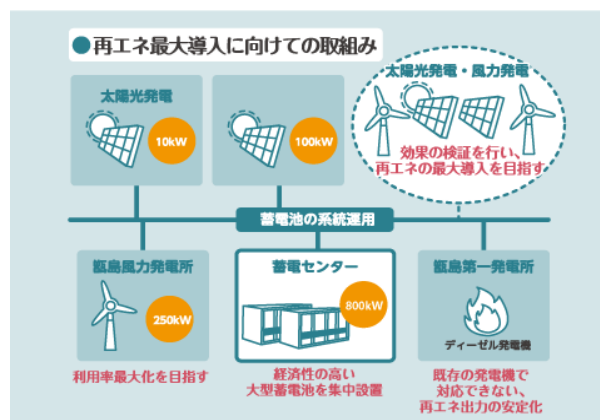 ●再エネ最大導入に向けての取組み
太陽光発電
10kW
100kW
太陽光発電・風力発電
効果の検証を行い、
再エネの最大導入を目指す
蓄電池の系統運用
甑島風力発電所
250kW
利用率最大化を目指す
蓄電センター
800kW
経済性の高い
大型蓄電池を集中設置
甑島第一発電所
ディーゼル発電機
既存の発電機で
対応できない、
再エネ出力の安定化